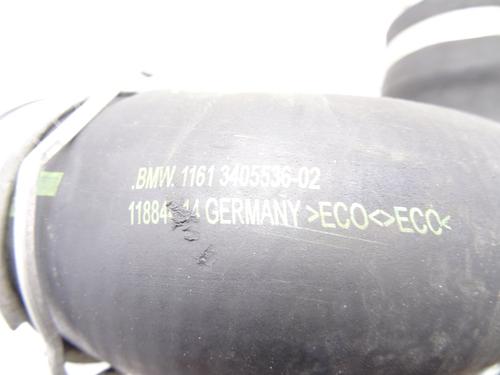 .BMW. 1161 3405536-02
GERMANY >ECO<>ECO<